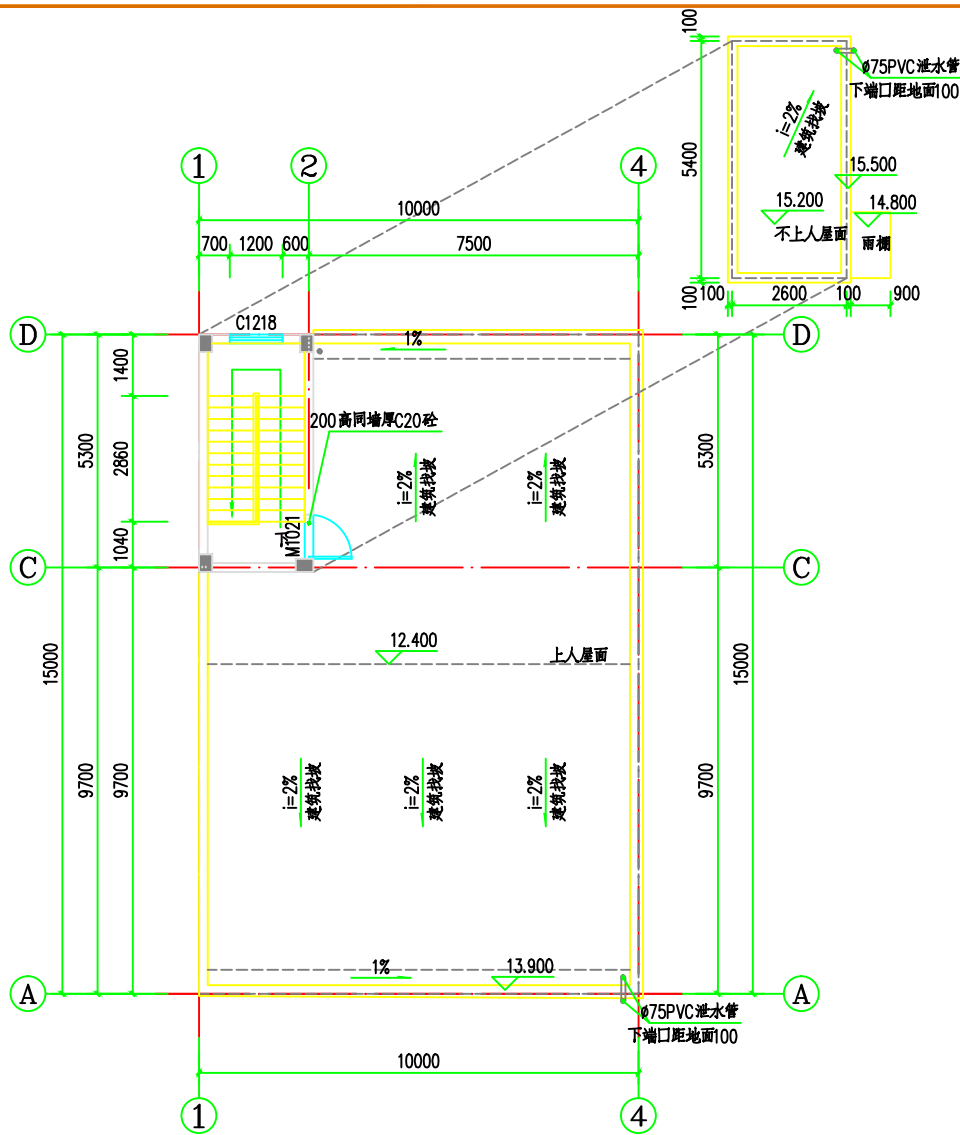 100
ø75PVC泄水管
下端口距地面100
i=2%
建筑找坡
5400
15.500
15.200
14.800
不上人屋面
雨棚
100
100
2600
100
900
1
2
4
10000
700
1200
600
7500
D
C1218
1%
D
1400
200高同墙厚C20砼
5300
2860
i=2%
建筑找坡
i=2%
建筑找坡
5300
1040
M1021
下
C
C
12.400
上人屋面
15000
15000
9700
9700
i=2%
建筑找坡
i=2%
建筑找坡
i=2%
建筑找坡
9700
1%
13.900
A
A
ø75PVC泄水管
下端口距地面100
10000
1
4